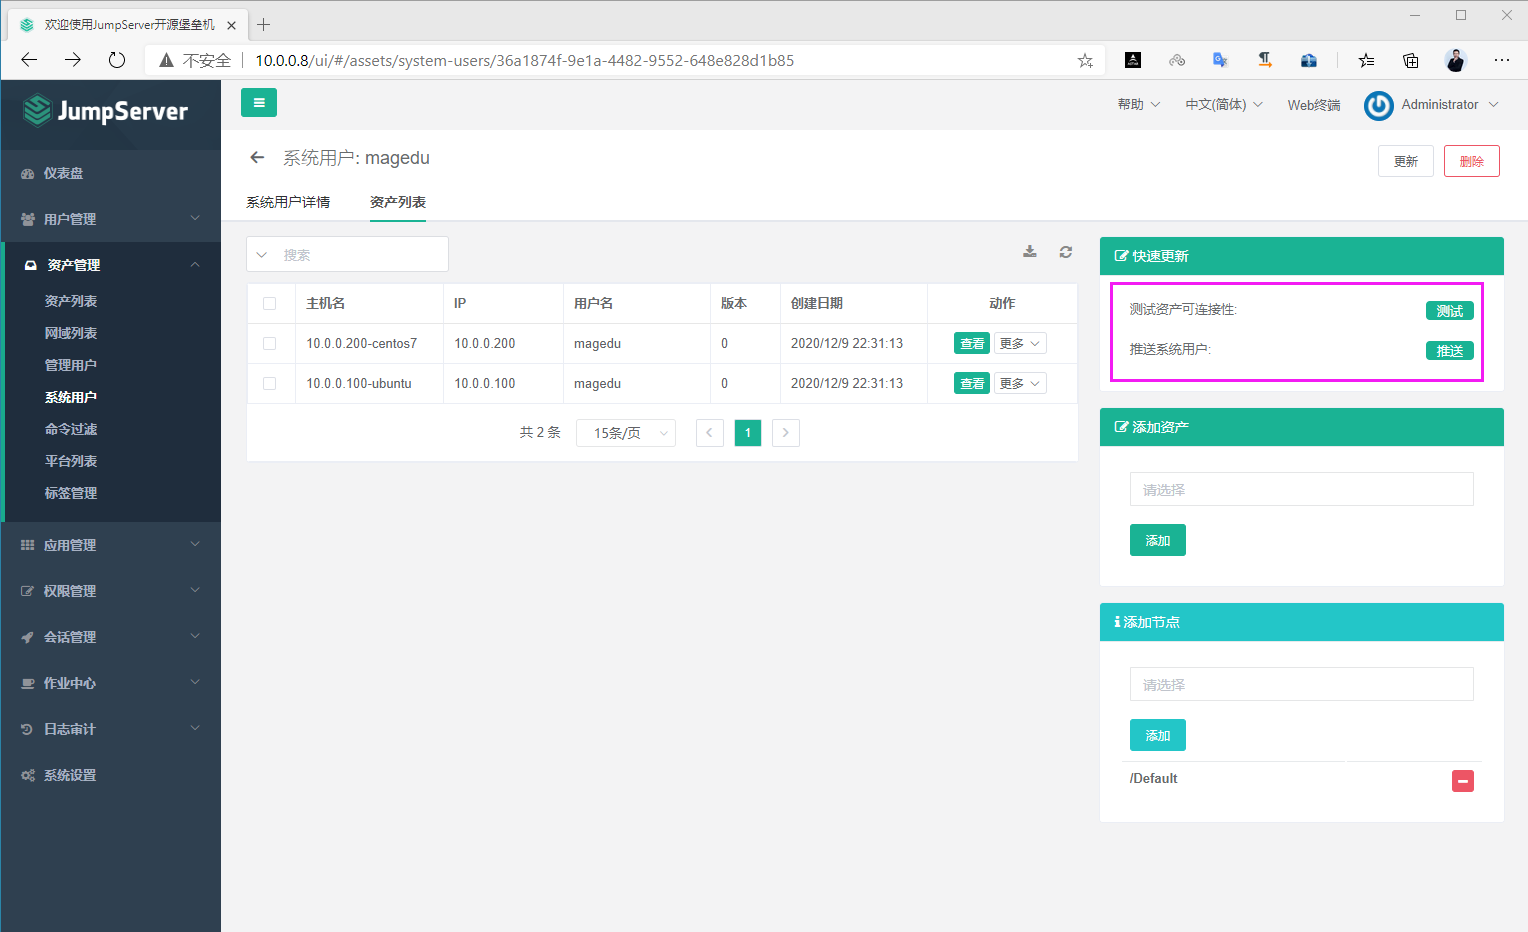 欢迎使用JumpServer开源堡垒机
不安全 10.0.0.8/ui/#/assets/system-users/36a1874f-9e1a-4482-9552-648e828d1b85
JumpServer
帮助 中文(简体) Web终端 Administrator
仪表盘
用户管理
资产管理
资产列表
网域列表
管理用户
系统用户
命令过滤
平台列表
标签管理
应用管理
权限管理
会话管理
作业中心
日志审计
系统设置
系统用户: magedu
更新 删除
系统用户详情 资产列表
搜索
主机名 IP 用户名 版本 创建日期 动作
10.0.0.200-centos7 10.0.0.200 magedu 0 2020/12/9 22:31:13 查看 更多
10.0.0.100-ubuntu 10.0.0.100 magedu 0 2020/12/9 22:31:13 查看 更多
共 2 条 15条/页 1
快速更新
测试资产可连接性: 测试
推送系统用户: 推送
添加资产
请选择
添加
添加节点
请选择
添加
/Default